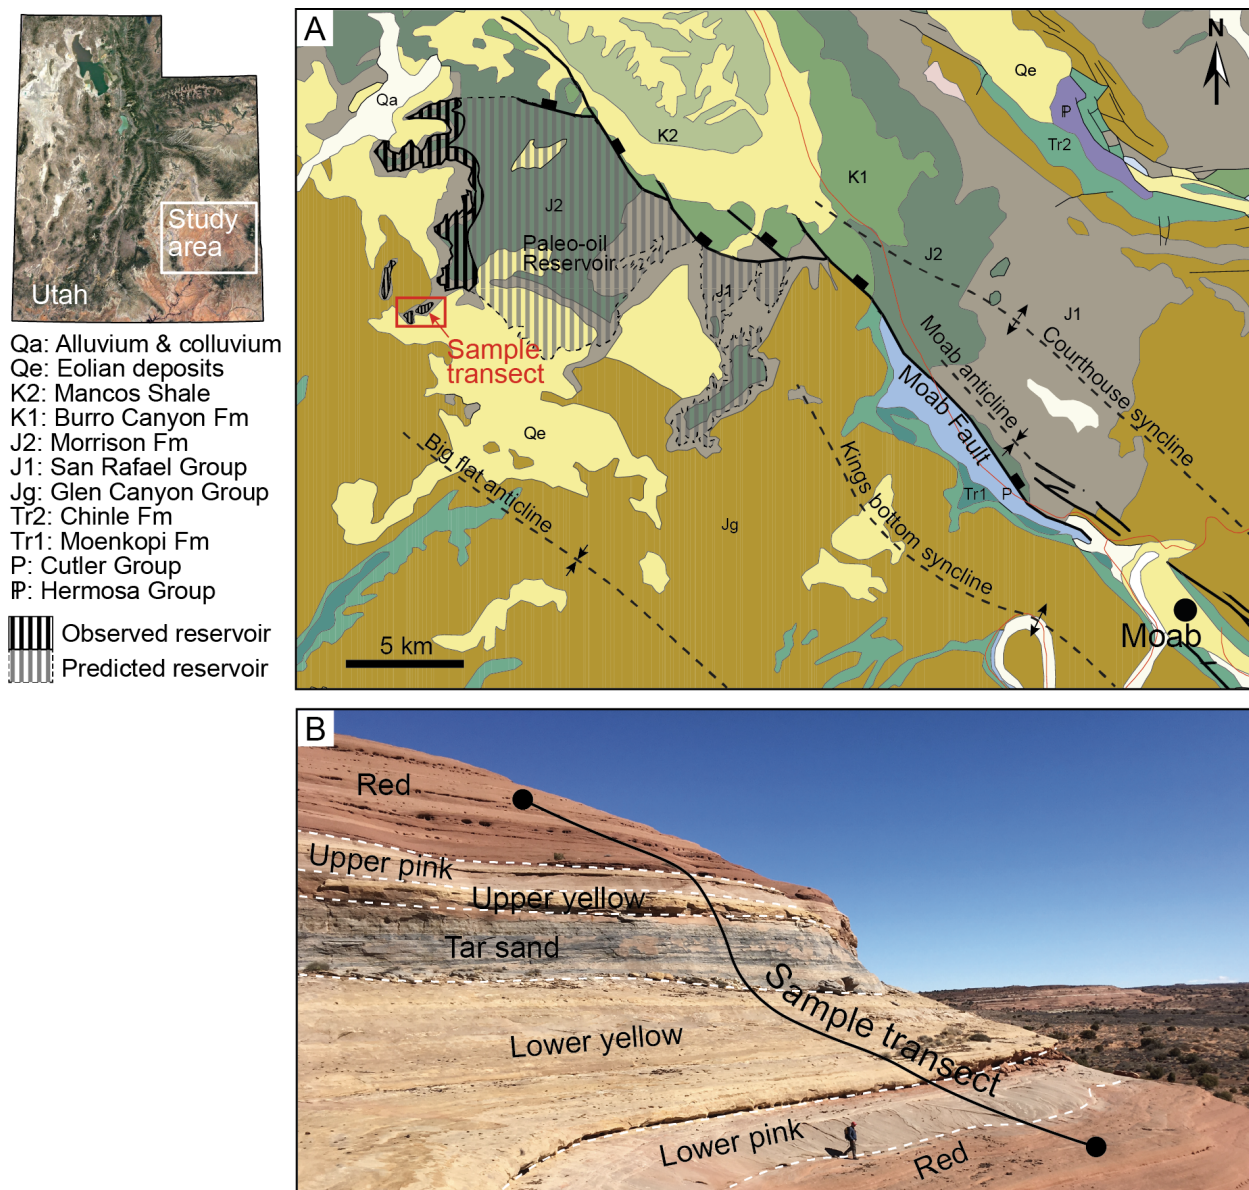 Study
area
Utah
Qa: Alluvium & colluvium
Qe: Eolian deposits
K2: Mancos Shale
K1: Burro Canyon Fm
J2: Morrison Fm
J1: San Rafael Group
Jg: Glen Canyon Group
Tr2: Chinle Fm
Tr1: Moenkopi Fm
P: Cutler Group
ⅠP: Hermosa Group
Observed reservoir
Predicted reservoir
A
N
Qa
Qe
K2
K1
ⅠP
Tr2
J2
J2
Paleo-oil
Reservoir
J1
J1
Sample
transect
Moab anticline
Courthouse syncline
Moab Fault
Qe
Big flat anticline
Kings bottom syncline
Tr1
P
Jg
5 km
Moab
B
Red
Upper pink
Upper yellow
Tar sand
Sample transect
Lower yellow
Lower pink
Red